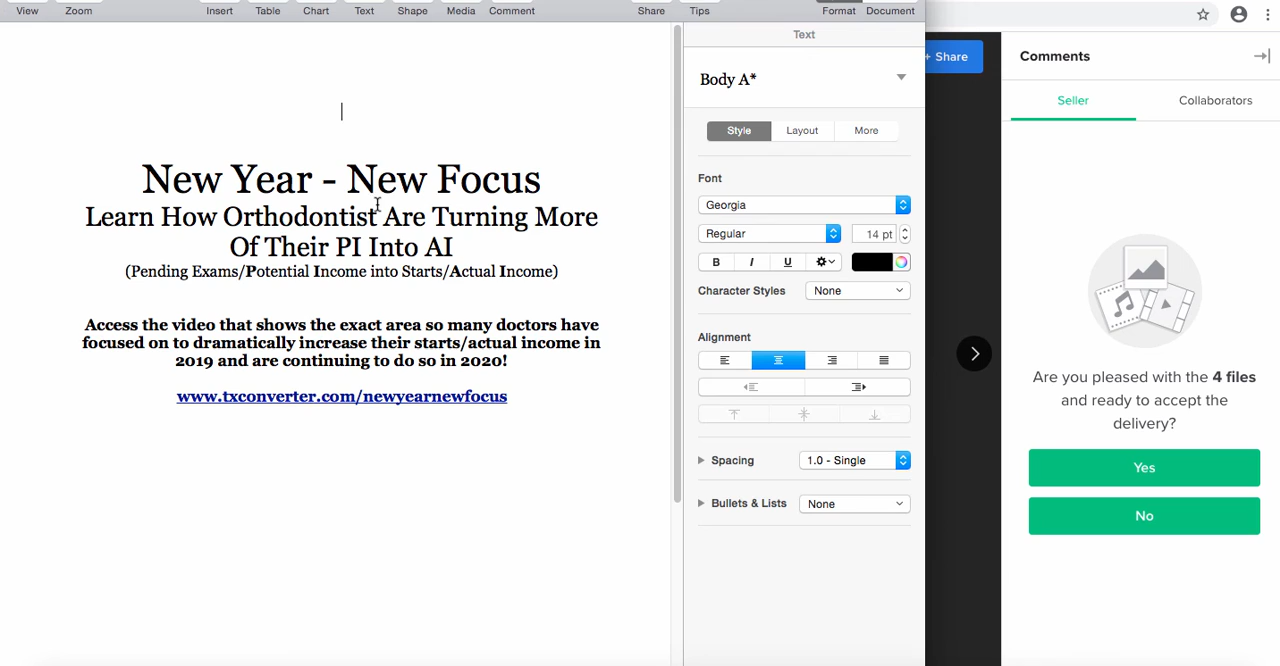 View Zoom Insert Table Chart Text Shape Media Comment Share Tips Format Document
New Year - New Focus
Learn How Orthodontist Are Turning More
Of Their PI Into AI
(Pending Exams/Potential Income into Starts/Actual Income)
Access the video that shows the exact area so many doctors have
focused on to dramatically increase their starts/actual income in
2019 and are continuing to do so in 2020!
www.txconverter.com/newyearnewfocus
Text
Body A*
Style Layout More
Font
Georgia
Regular 14 pt
B I U
Character Styles None
Alignment
Spacing 1.0 - Single
Bullets & Lists None
+ Share
Comments
Seller Collaborators
Are you pleased with the 4 files
and ready to accept the
delivery?
Yes
No